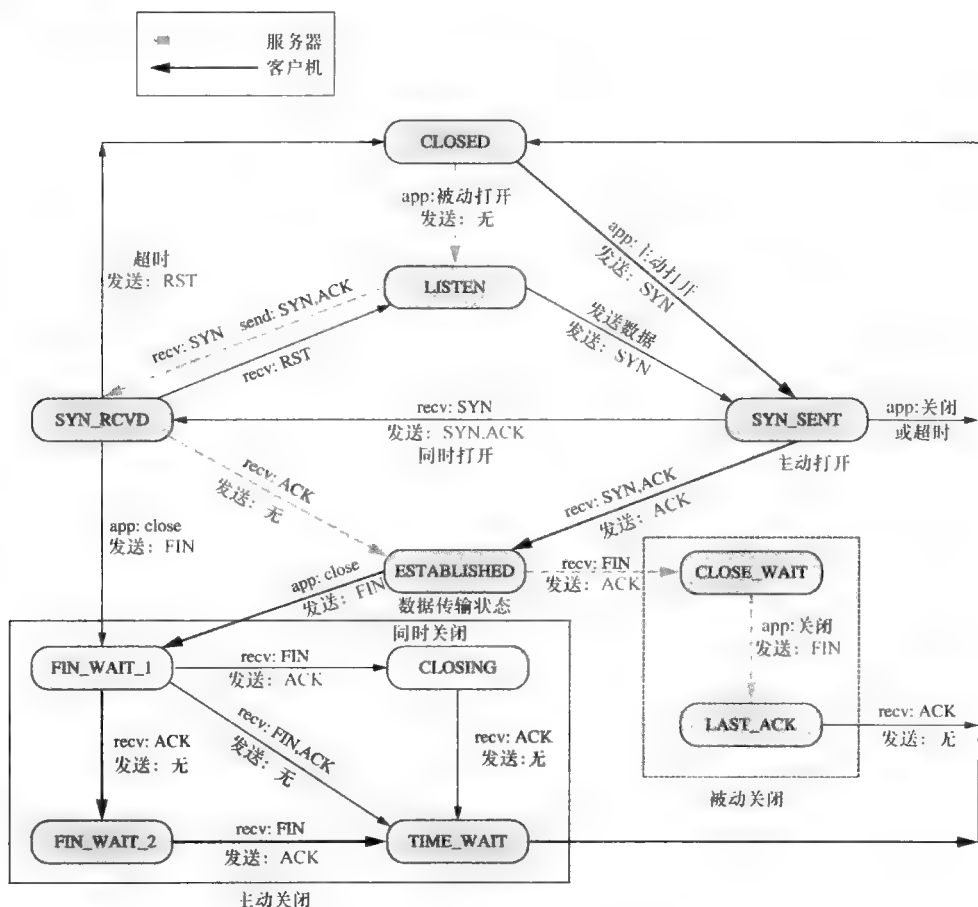 服务器
客户机
CLOSED
app:被动打开
发送: 无
app:主动打开
发送: SYN
超时
发送: RST
LISTEN
recv: SYN send: SYN,ACK
recv: RST
发送数据
发送: SYN
SYN_RCVD
recv: SYN
发送: SYN,ACK
同时打开
SYN_SENT
app:关闭
或超时
主动打开
recv: ACK
发送: 无
recv: SYN,ACK
发送: ACK
app: close
发送: FIN
ESTABLISHED
数据传输状态
recv: FIN
发送: ACK
CLOSE_WAIT
app: close
发送: FIN
同时关闭
app:关闭
发送: FIN
FIN_WAIT_1
recv: FIN
发送: ACK
CLOSING
LAST_ACK
recv: ACK
发送: 无
recv: ACK
发送: 无
recv: FIN,ACK
发送: 无
recv: ACK
发送:无
被动关闭
FIN_WAIT_2
recv: FIN
发送: ACK
TIME_WAIT
主动关闭